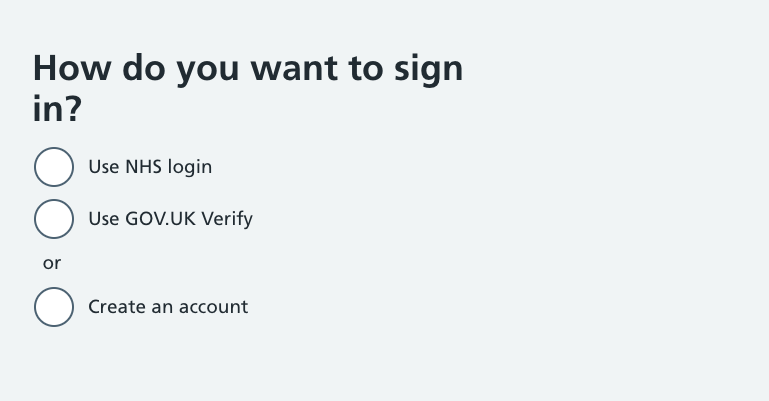 How do you want to sign
in?
Use NHS login
Use GOV.UK Verify
or
Create an account